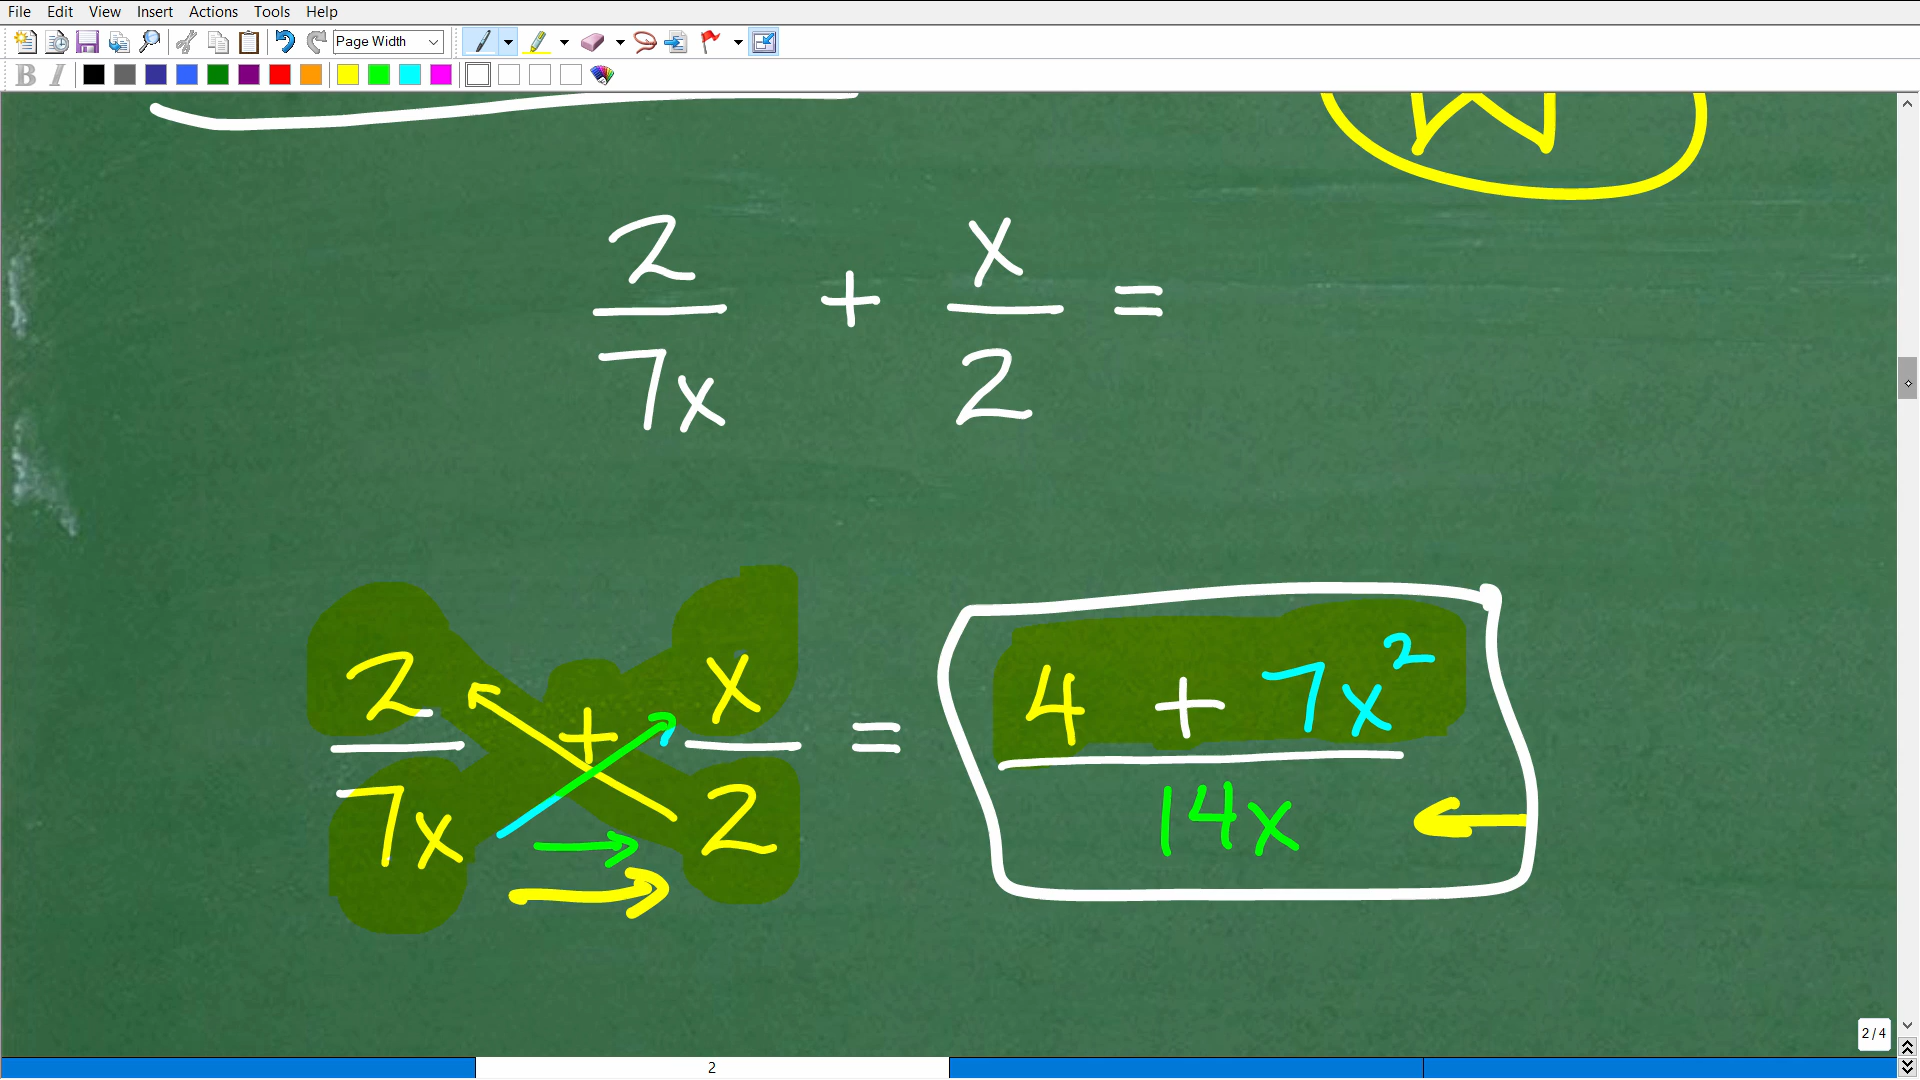 File Edit View Insert Actions Tools Help
Page Width
B I
2/7x + x/2 =
2/7x + x/2 = 4 + 7x²/14x
2 / 4
2